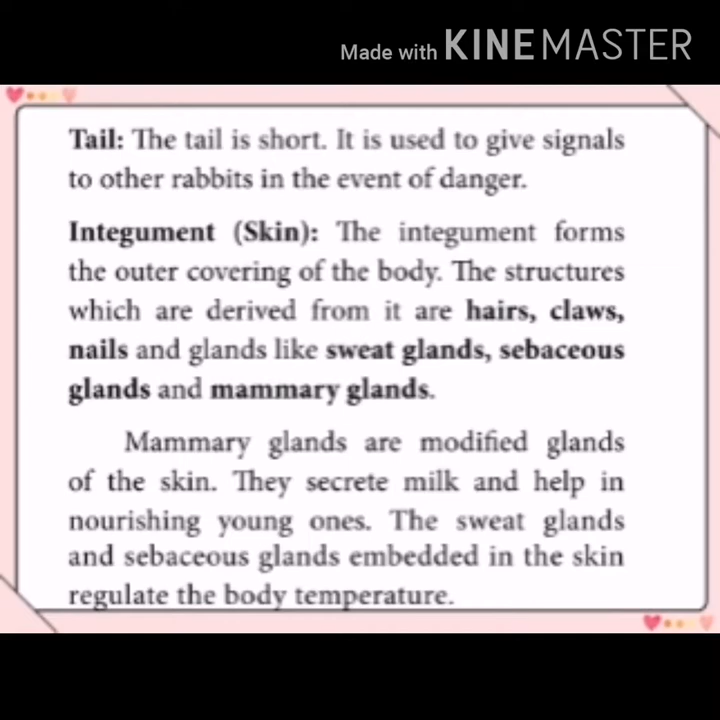 Made with KINEMASTER
Tail: The tail is short. It is used to give signals
to other rabbits in the event of danger.
Integument (Skin): The integument forms
the outer covering of the body. The structures
which are derived from it are hairs, claws,
nails and glands like sweat glands, sebaceous
glands and mammary glands.
Mammary glands are modified glands
of the skin. They secrete milk and help in
nourishing young ones. The sweat glands
and sebaceous glands embedded in the skin
regulate the body temperature.